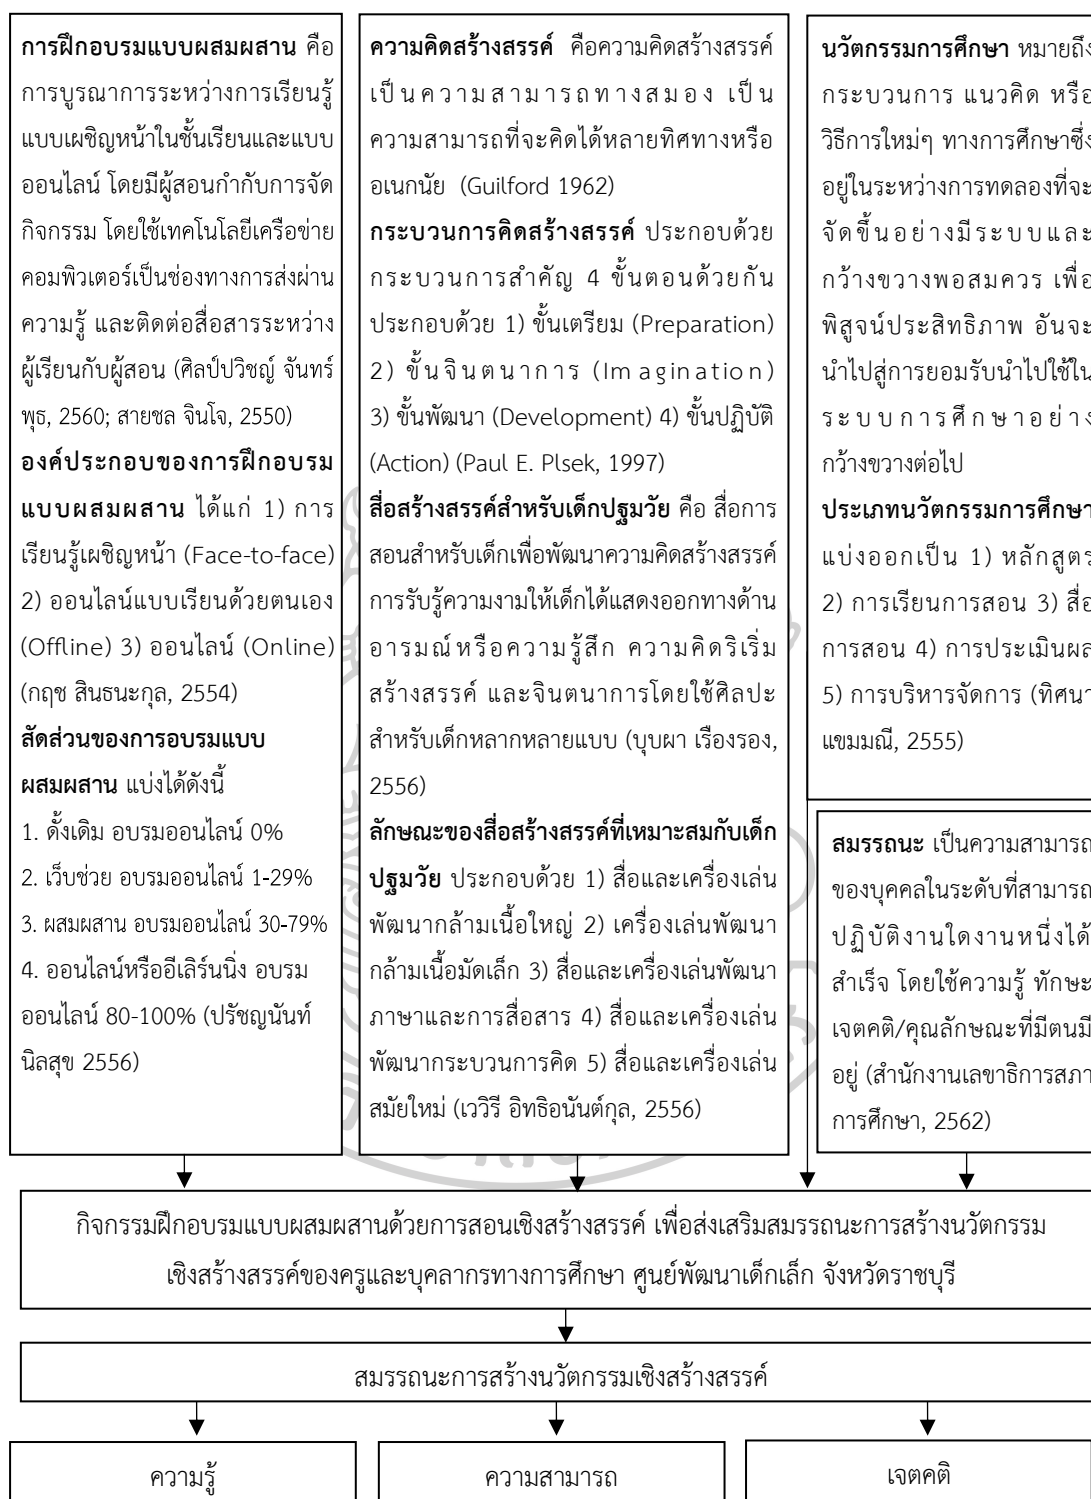 การฝึกอบรมแบบผสมผสาน คือ
การบูรณาการระหว่างการเรียนรู้
แบบเผชิญหน้าในชั้นเรียนและแบบ
ออนไลน์ โดยมีผู้สอนกำกับการจัด
กิจกรรม โดยใช้เทคโนโลยีเครือข่าย
คอมพิวเตอร์เป็นช่องทางการส่งผ่าน
ความรู้ และติดต่อสื่อสารระหว่าง
ผู้เรียนกับผู้สอน (ศิลป์ปวิชญ์ จันทร์
พุธ, 2560; สายชล จินโจ, 2550)
องค์ประกอบของการฝึกอบรม
แบบผสมผสาน ได้แก่ 1) การ
เรียนรู้เผชิญหน้า (Face-to-face)
2) ออนไลน์แบบเรียนด้วยตนเอง
(Offline) 3) ออนไลน์ (Online)
(กฤช สินธนะกุล, 2554)
สัดส่วนของการอบรมแบบ
ผสมผสาน แบ่งได้ดังนี้
1. ดั้งเดิม อบรมออนไลน์ 0%
2. เว็บช่วย อบรมออนไลน์ 1-29%
3. ผสมผสาน อบรมออนไลน์ 30-79%
4. ออนไลน์หรืออีเลิร์นนิ่ง อบรม
ออนไลน์ 80-100% (ปรัชญนันท์
นิลสุข 2556)
ความคิดสร้างสรรค์ คือความคิดสร้างสรรค์
เป็นความสามารถทางสมอง เป็น
ความสามารถที่จะคิดได้หลายทิศทางหรือ
อเนกนัย (Guilford 1962)
กระบวนการคิดสร้างสรรค์ ประกอบด้วย
กระบวนการสำคัญ 4 ขั้นตอนด้วยกัน
ประกอบด้วย 1) ขั้นเตรียม (Preparation)
2) ขั้นจินตนาการ (Imagination)
3) ขั้นพัฒนา (Development) 4) ขั้นปฏิบัติ
(Action) (Paul E. Plsek, 1997)
สื่อสร้างสรรค์สำหรับเด็กปฐมวัย คือ สื่อการ
สอนสำหรับเด็กเพื่อพัฒนาความคิดสร้างสรรค์
การรับรู้ความงามให้เด็กได้แสดงออกทางด้าน
อารมณ์หรือความรู้สึก ความคิดริเริ่ม
สร้างสรรค์ และจินตนาการโดยใช้ศิลปะ
สำหรับเด็กหลากหลายแบบ (บุบผา เรืองรอง,
2556)
ลักษณะของสื่อสร้างสรรค์ที่เหมาะสมกับเด็ก
ปฐมวัย ประกอบด้วย 1) สื่อและเครื่องเล่น
พัฒนากล้ามเนื้อใหญ่ 2) เครื่องเล่นพัฒนา
กล้ามเนื้อมัดเล็ก 3) สื่อและเครื่องเล่นพัฒนา
ภาษาและการสื่อสาร 4) สื่อและเครื่องเล่น
พัฒนากระบวนการคิด 5) สื่อและเครื่องเล่น
สมัยใหม่ (เววิรี อิทธิอนันต์กุล, 2556)
นวัตกรรมการศึกษา หมายถึง
กระบวนการ แนวคิด หรือ
วิธีการใหม่ๆ ทางการศึกษาซึ่ง
อยู่ในระหว่างการทดลองที่จะ
จัดขึ้นอย่างมีระบบและ
กว้างขวางพอสมควร เพื่อ
พิสูจน์ประสิทธิภาพ อันจะ
นำไปสู่การยอมรับนำไปใช้ใน
ระบบการศึกษาอย่าง
กว้างขวางต่อไป
ประเภทนวัตกรรมการศึกษา
แบ่งออกเป็น 1) หลักสูตร
2) การเรียนการสอน 3) สื่อ
การสอน 4) การประเมินผล
5) การบริหารจัดการ (ทิศนา
แขมมณี, 2555)
สมรรถนะ เป็นความสามารถ
ของบุคคลในระดับที่สามารถ
ปฏิบัติงานใดงานหนึ่งได้
สำเร็จ โดยใช้ความรู้ ทักษะ
เจตคติ/คุณลักษณะที่มีตนมี
อยู่ (สำนักงานเลขาธิการสภา
การศึกษา, 2562)
กิจกรรมฝึกอบรมแบบผสมผสานด้วยการสอนเชิงสร้างสรรค์ เพื่อส่งเสริมสมรรถนะการสร้างนวัตกรรม
เชิงสร้างสรรค์ของครูและบุคลากรทางการศึกษา ศูนย์พัฒนาเด็กเล็ก จังหวัดราชบุรี
สมรรถนะการสร้างนวัตกรรมเชิงสร้างสรรค์
ความรู้
ความสามารถ
เจตคติ